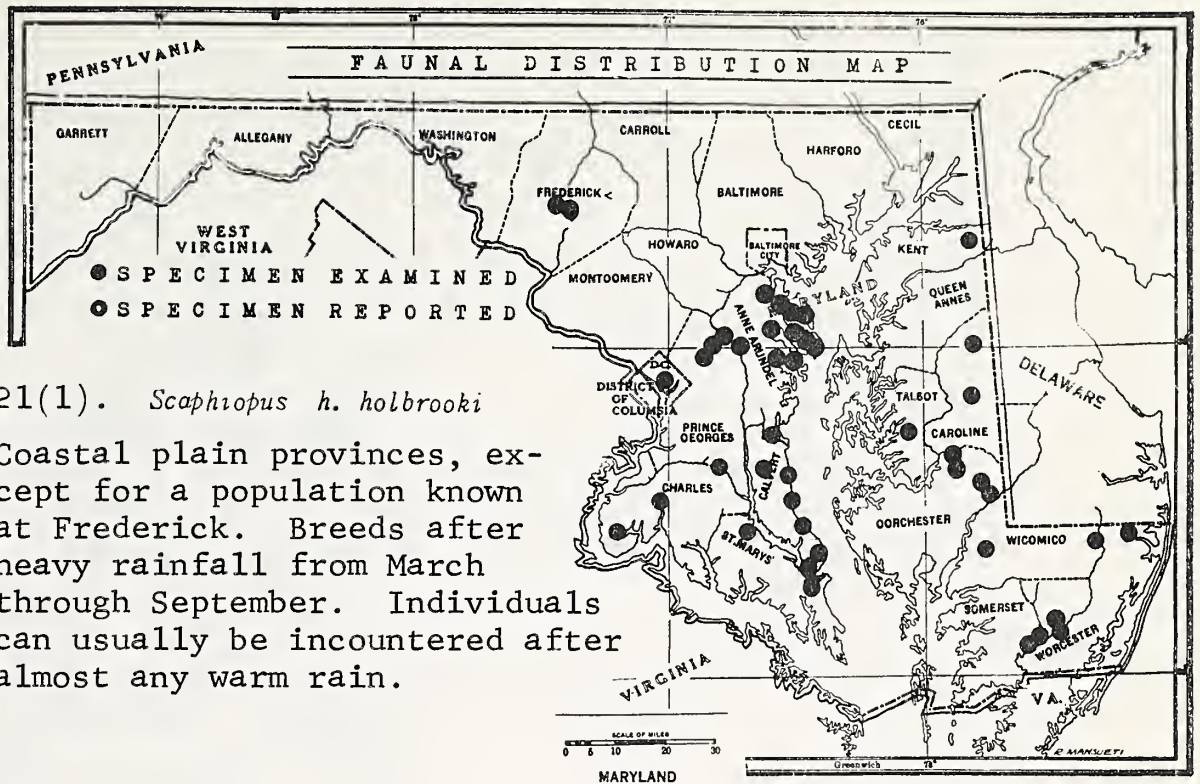 77°
76°
PENNSYLVANIA
FAUNAL DISTRIBUTION MAP
GARRETT
ALLEGANY
WASHINGTON
CARROLL
CECIL
HARFORD
FREDERICK
BALTIMORE
WEST
VIRGINIA
HOWARD
BALTIMORE
CITY
KENT
SPECIMEN EXAMINED
MONTGOMERY
QUEEN
ANNES
SPECIMEN REPORTED
ANNE ARUNDEL
RYLAND
D.C.
DISTRICT
OF
COLUMBIA
DELAWARE
21(1). Scaphiopus h. holbrooki
TALBOT
PRINCE
GEORGES
CAROLINE
Coastal plain provinces, ex-
cept for a population known
at Frederick. Breeds after
heavy rainfall from March
through September. Individuals
can usually be incountered after
almost any warm rain.
CHARLES
CALVERT
DORCHESTER
ST. MARYS
WICOMICO
SOMERSET
WORCESTER
VIRGINIA
VA.
SCALE OF MILES
0 5 10 20 30
R. MANSUETI
Greenwich
MARYLAND